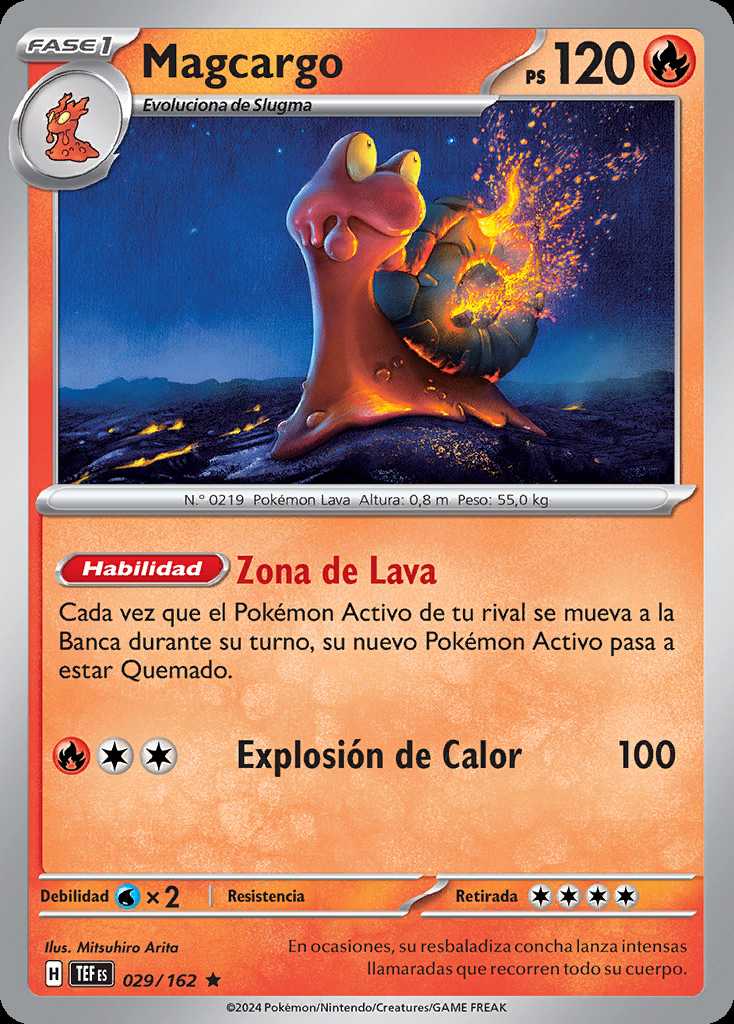 FASE 1
Magcargo
PS 120
Evoluciona de Slugma
N.º 0219 Pokémon Lava Altura: 0,8 m Peso: 55,0 kg
Habilidad Zona de Lava
Cada vez que el Pokémon Activo de tu rival se mueva a la
Banca durante su turno, su nuevo Pokémon Activo pasa a
estar Quemado.
Explosión de Calor 100
Debilidad ×2 Resistencia Retirada
Ilus. Mitsuhiro Arita
En ocasiones, su resbaladiza concha lanza intensas
llamaradas que recorren todo su cuerpo.
H TEF ES 029/162 ★
©2024 Pokémon/Nintendo/Creatures/GAME FREAK